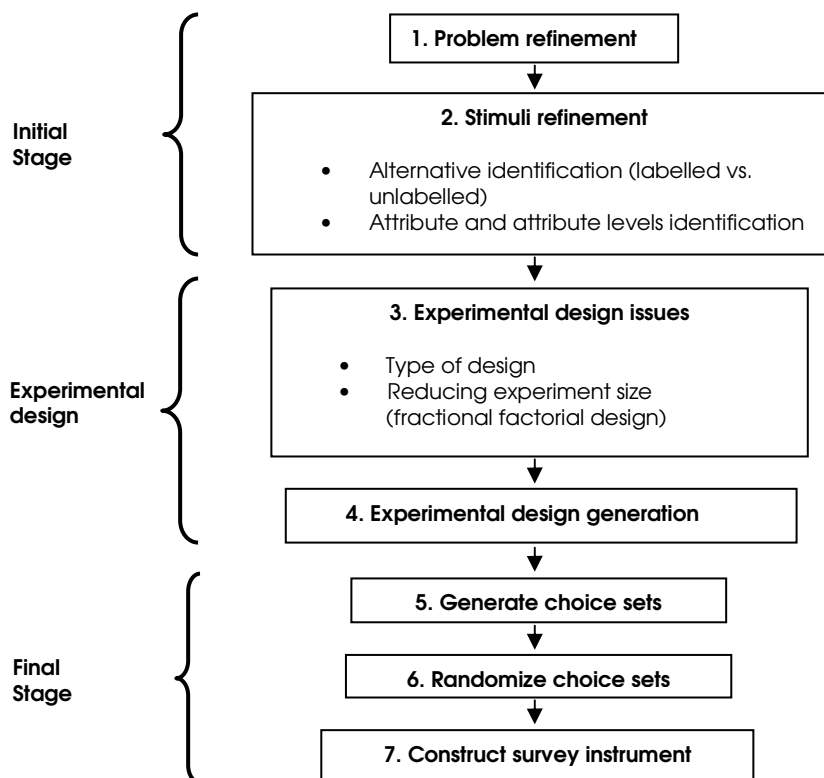 1. Problem refinement
Initial
Stage
2. Stimuli refinement
• Alternative identification (labelled vs.
unlabelled)
• Attribute and attribute levels identification
Experimental
design
3. Experimental design issues
• Type of design
• Reducing experiment size
(fractional factorial design)
4. Experimental design generation
Final
Stage
5. Generate choice sets
6. Randomize choice sets
7. Construct survey instrument